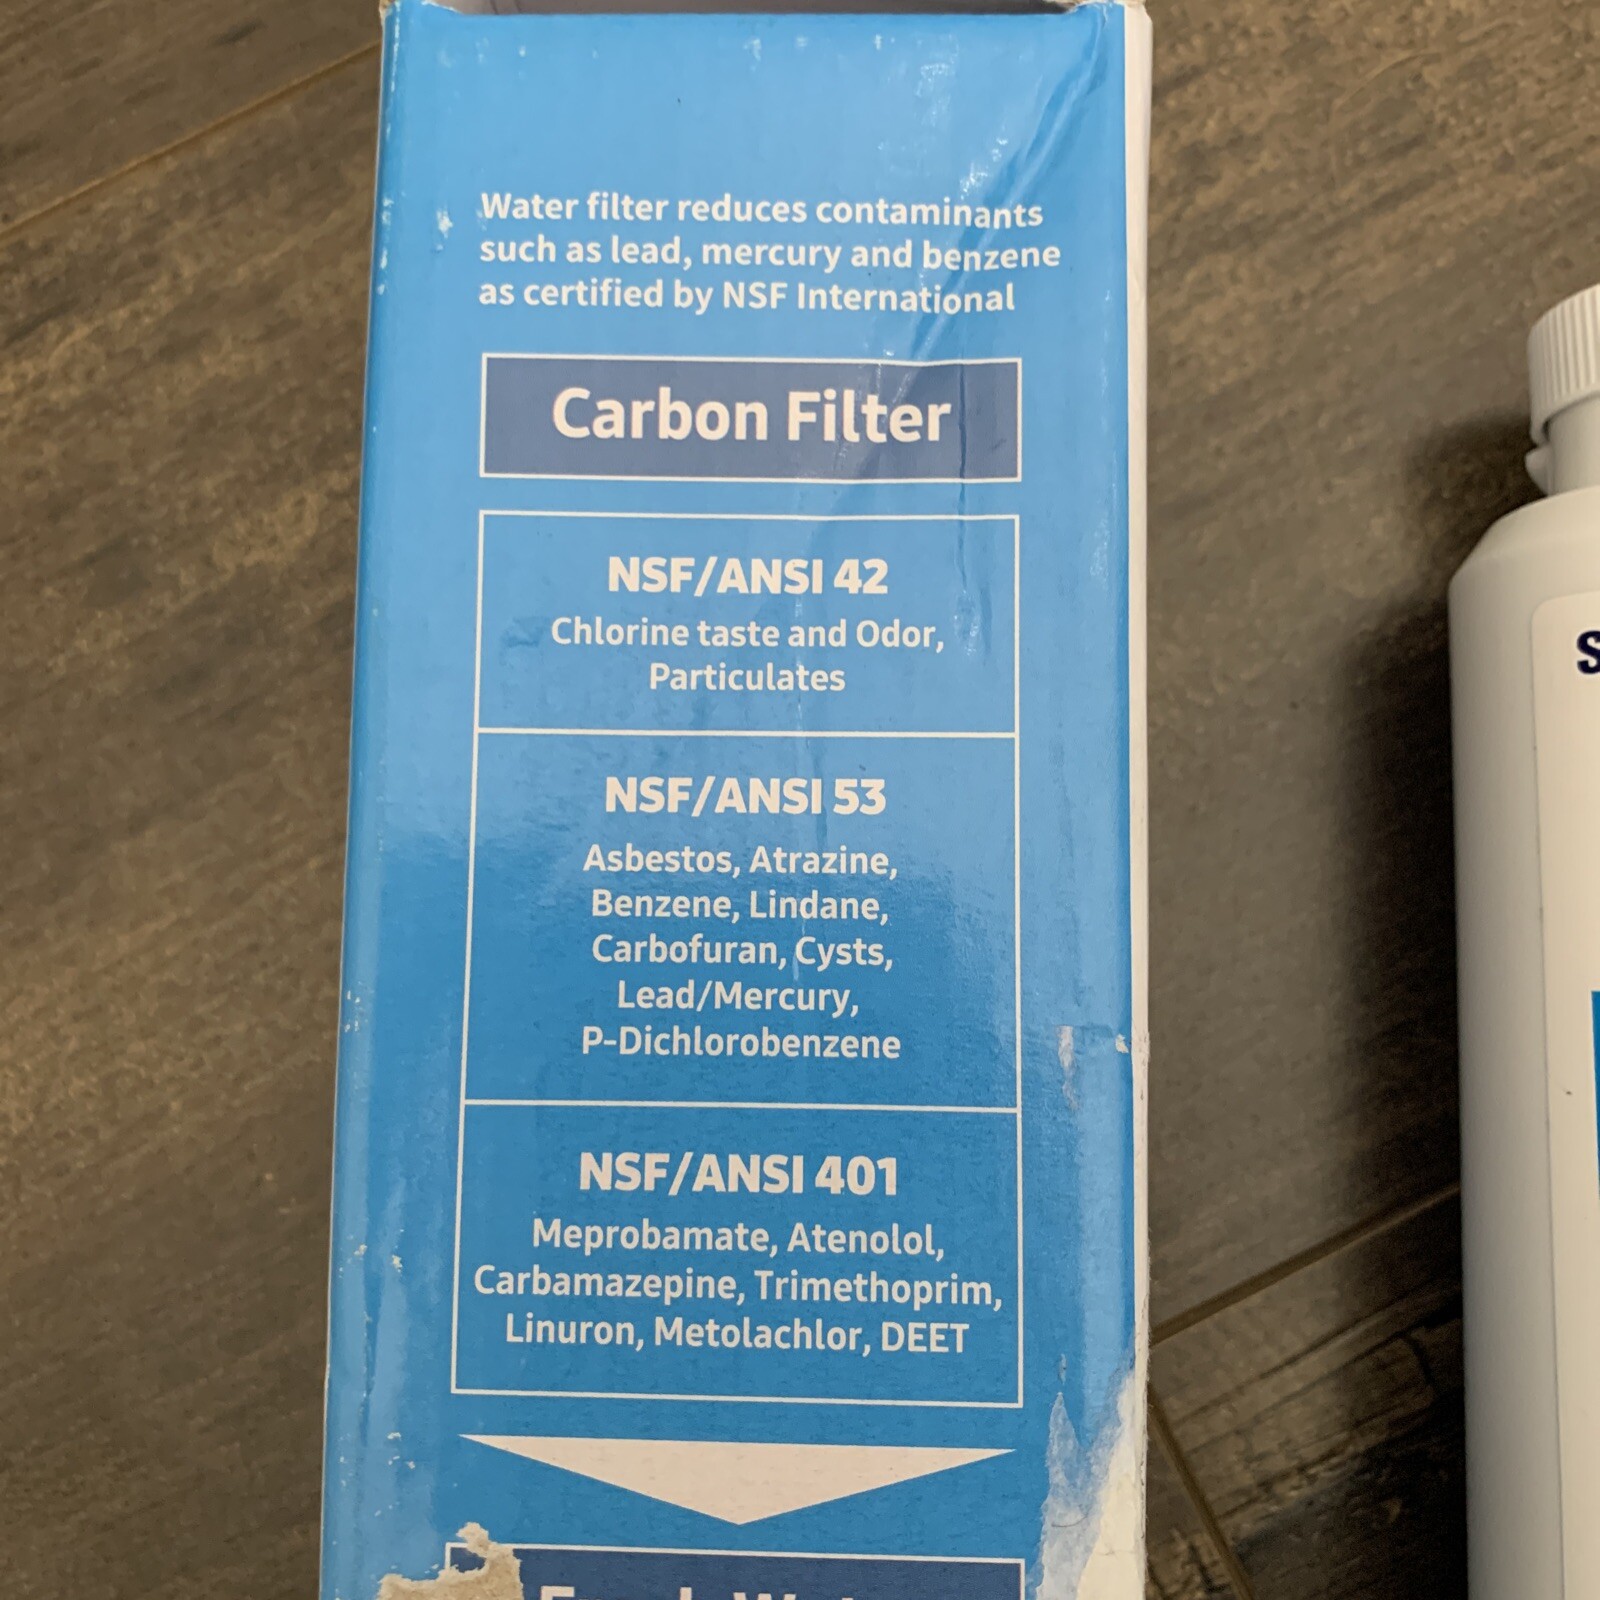 Water filter reduces contaminants
such as lead, mercury and benzene
as certified by NSF International
Carbon Filter
NSF/ANSI 42
Chlorine taste and Odor,
Particulates
NSF/ANSI 53
Asbestos, Atrazine,
Benzene, Lindane,
Carbofuran, Cysts,
Lead/Mercury,
P-Dichlorobenzene
NSF/ANSI 401
Meprobamate, Atenolol,
Carbamazepine, Trimethoprim,
Linuron, Metolachlor, DEET
S